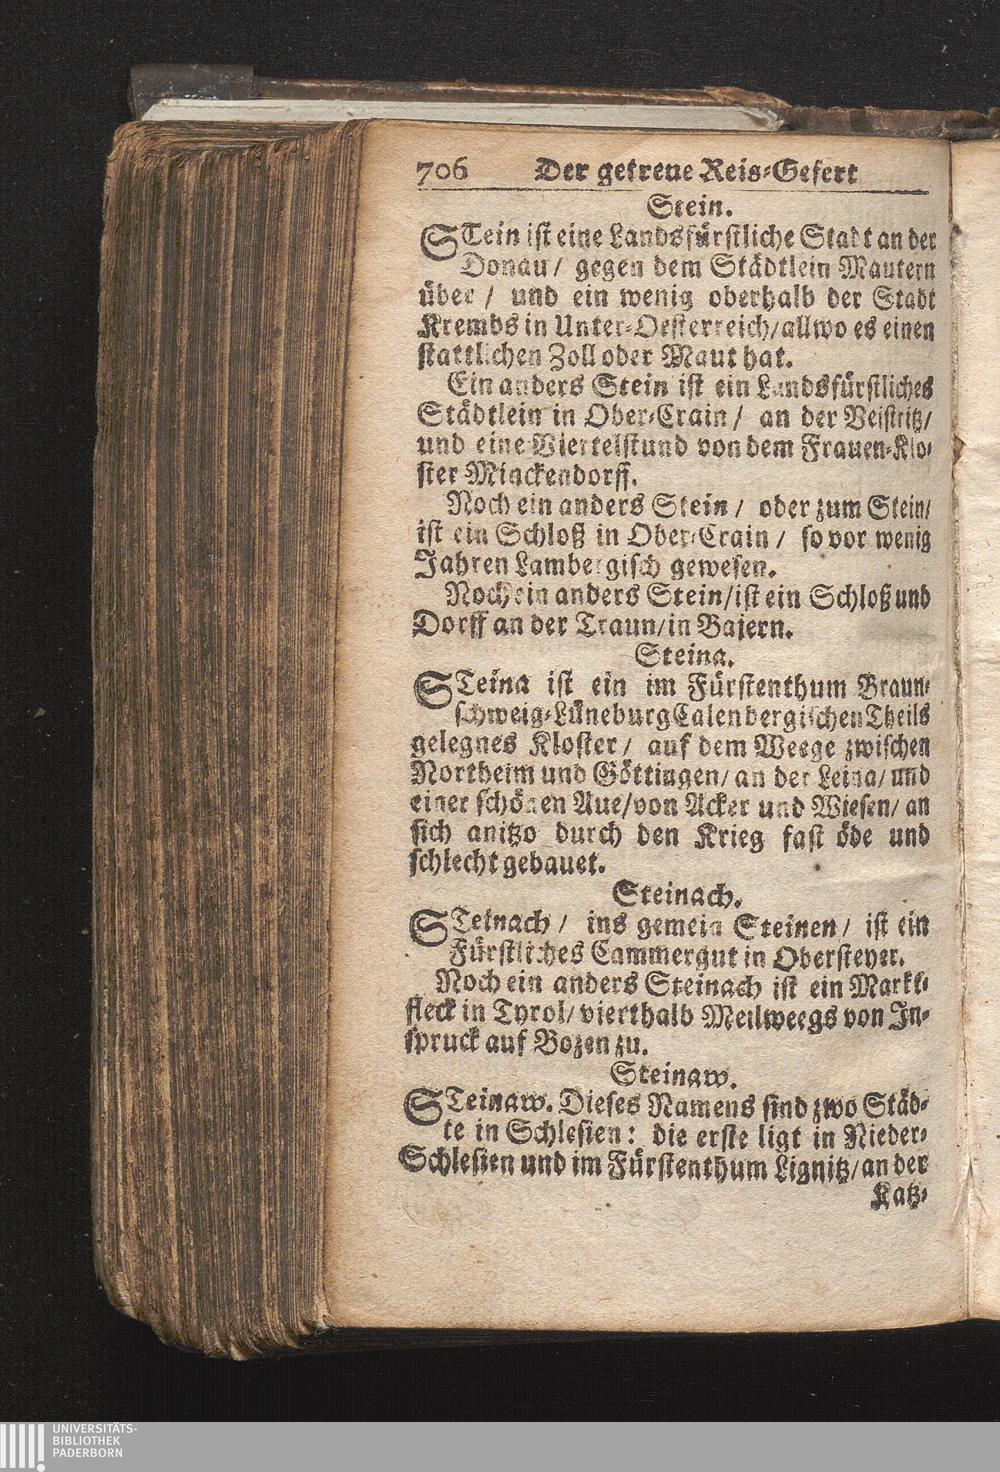 706 Der getreue Reis-Gefert
Stein.
STein ist eine Landsfürstliche Stadt an der
Donau / gegen dem Städtlein Mautern
über / und ein wenig oberhalb der Stadt
Krembs in Unter-Oesterreich / allwo es einen
stattlichen Zoll oder Maut hat.
Ein anders Stein ist ein Landsfürstliches
Städtlein in Ober-Crain / an der Veistritz /
und eine Viertelstund von dem Frauen-Klo-
ster Minckendorff.
Noch ein anders Stein / oder zum Stein /
ist ein Schloß in Ober-Crain / so vor wenig
Jahren Lambergisch gewesen.
Noch ein anders Stein / ist ein Schloß und
Dorff an der Traun / in Bajern.
Steina.
STeina ist ein im Fürstenthum Braun-
schweig-Lüneburg Calenbergischen Theils
gelegnes Kloster / auf dem Weege zwischen
Northeim und Göttingen / an der Leina / und
einer schönen Aue / von Acker und Wiesen / an
sich anitzo durch den Krieg fast öde und
schlecht gebauet.
Steinach.
STeinach / ins gemein Steinen / ist ein
Fürstliches Cammergut in Obersteyer.
Noch ein anders Steinach ist ein Marckt-
fleck in Tyrol / vierthalb Meilweegs von In-
spruck auf Bozen zu.
Steinaw.
STeinaw. Dieses Namens sind zwo Städ-
te in Schlesien: die erste ligt in Nieder-
Schlesien und im Fürstenthum Lignitz / an der
Katz-
UNIVERSITÄTS-
BIBLIOTHEK
PADERBORN